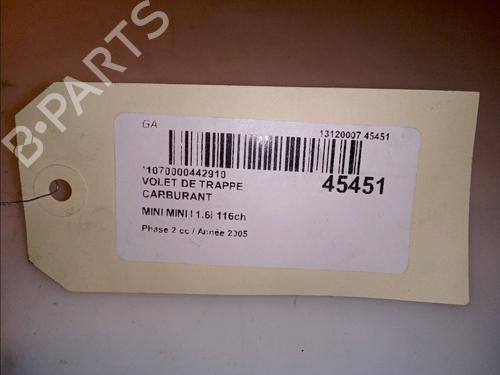 B-PARTS
GA
13120007 45451
*1070000442910
45451
VOLET DE TRAPPE
CARBURANT
MINI MINI I 1.6i 116ch
Phase 2 cc / Année 2005